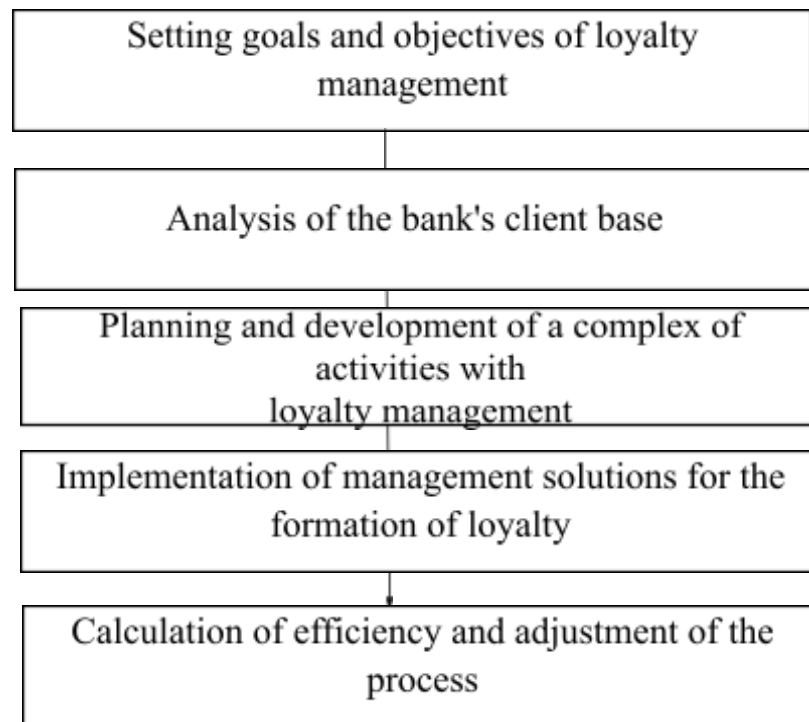 Setting goals and objectives of loyalty
management
Analysis of the bank's client base
Planning and development of a complex of
activities with
loyalty management
Implementation of management solutions for the
formation of loyalty
Calculation of efficiency and adjustment of the
process